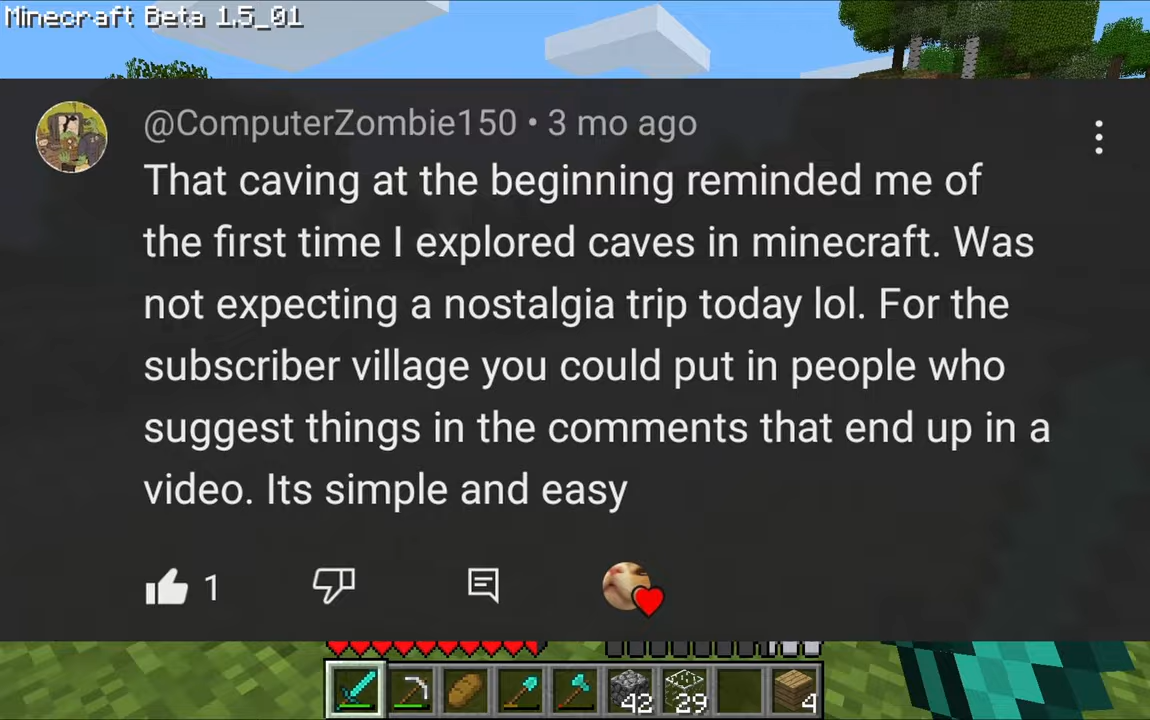 Minecraft Beta 1.5_01
@ComputerZombie150 • 3 mo ago
That caving at the beginning reminded me of
the first time I explored caves in minecraft. Was
not expecting a nostalgia trip today lol. For the
subscriber village you could put in people who
suggest things in the comments that end up in a
video. Its simple and easy
1
42 29 4